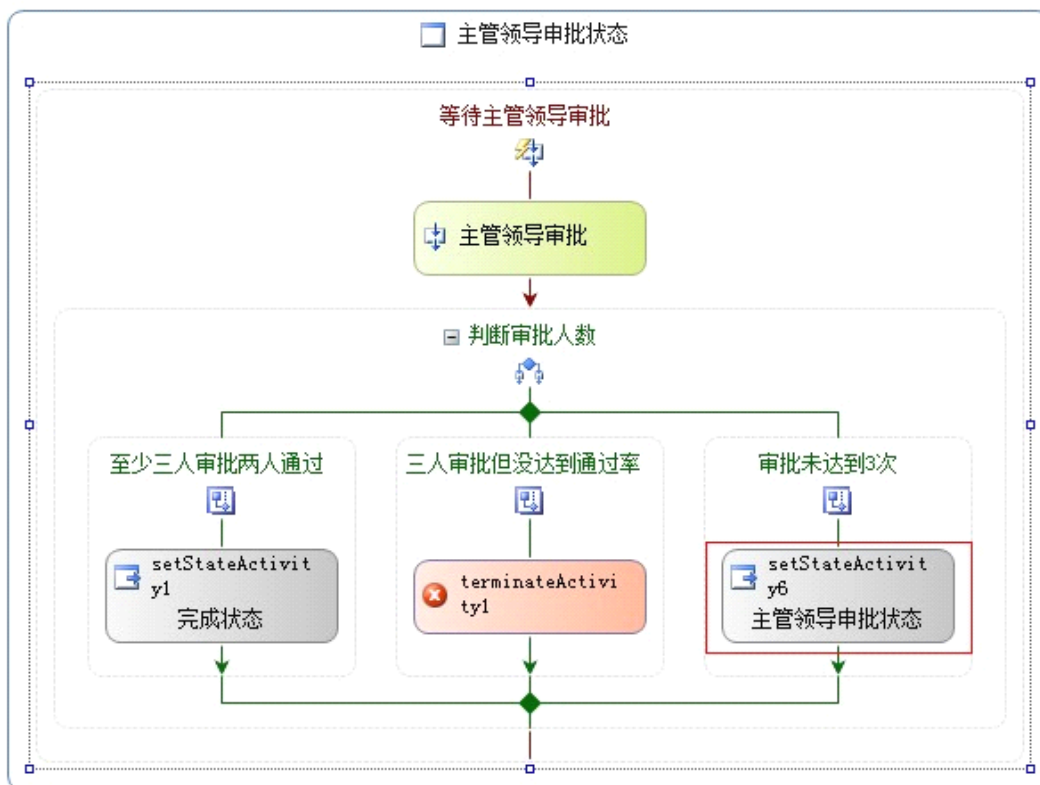 主管领导审批状态
等待主管领导审批
主管领导审批
判断审批人数
至少三人审批两人通过
三人审批但没达到通过率
审批未达到3次
setStateActivit
y1
完成状态
terminateActivi
ty1
setStateActivit
y6
主管领导审批状态